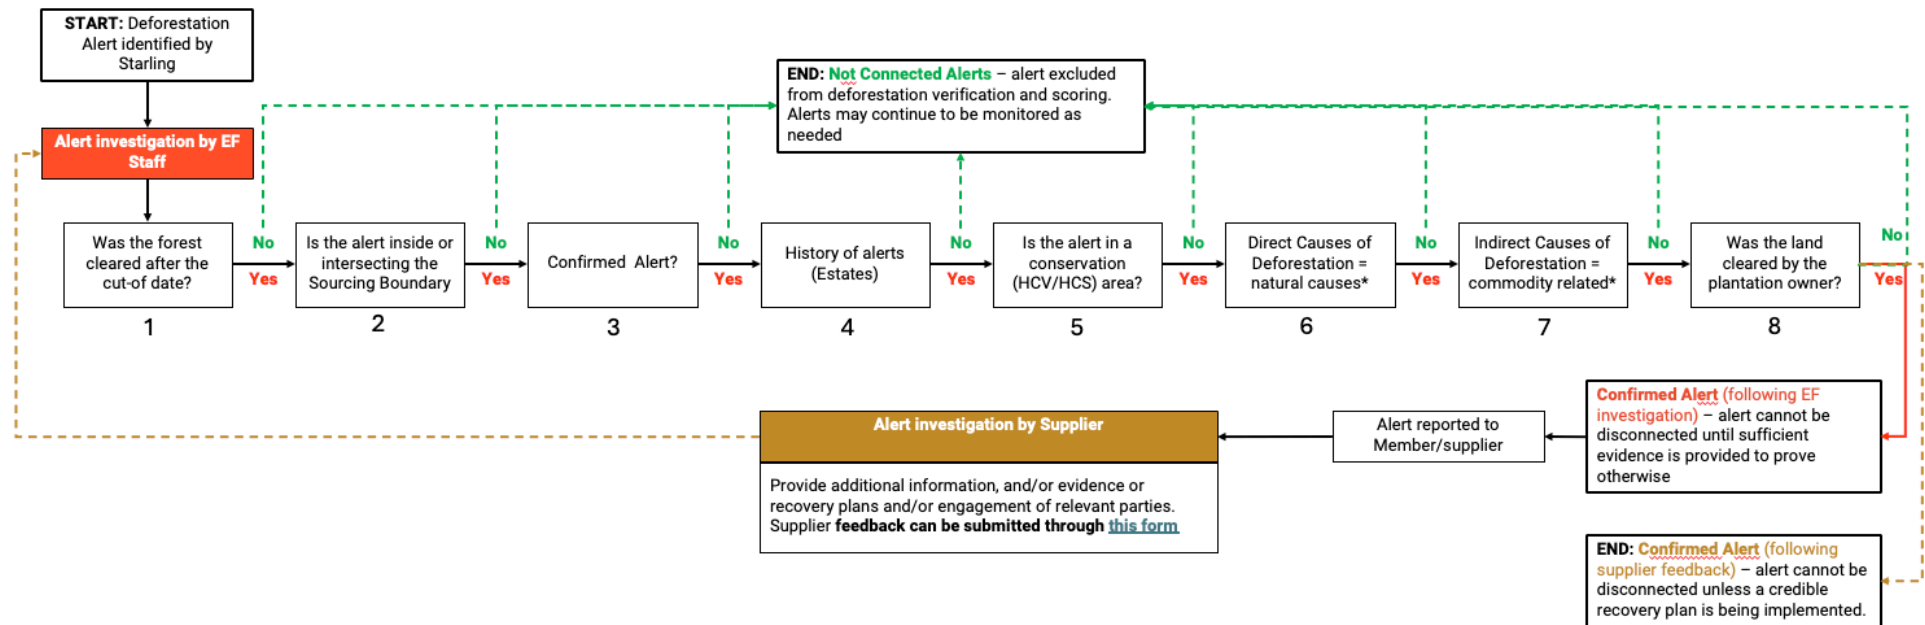 START: Deforestation
Alert identified by
Starling
END: Not Connected Alerts – alert excluded
from deforestation verification and scoring.
Alerts may continue to be monitored as
needed
Alert investigation by EF
Staff
Was the forest
cleared after the
cut-of date?
1
No
Yes
Is the alert inside or
intersecting the
Sourcing Boundary
2
No
Yes
Confirmed Alert?
3
No
Yes
History of alerts
(Estates)
4
No
Yes
Is the alert in a
conservation
(HCV/HCS) area?
5
No
Yes
Direct Causes of
Deforestation =
natural causes*
6
No
Yes
Indirect Causes of
Deforestation =
commodity related*
7
No
Yes
Was the land
cleared by the
plantation owner?
8
No
Yes
Confirmed Alert (following EF
investigation) – alert cannot be
disconnected until sufficient
evidence is provided to prove
otherwise
Alert reported to
Member/supplier
Alert investigation by Supplier
Provide additional information, and/or evidence or
recovery plans and/or engagement of relevant parties.
Supplier feedback can be submitted through this form
END: Confirmed Alert (following
supplier feedback) – alert cannot be
disconnected unless a credible
recovery plan is being implemented.